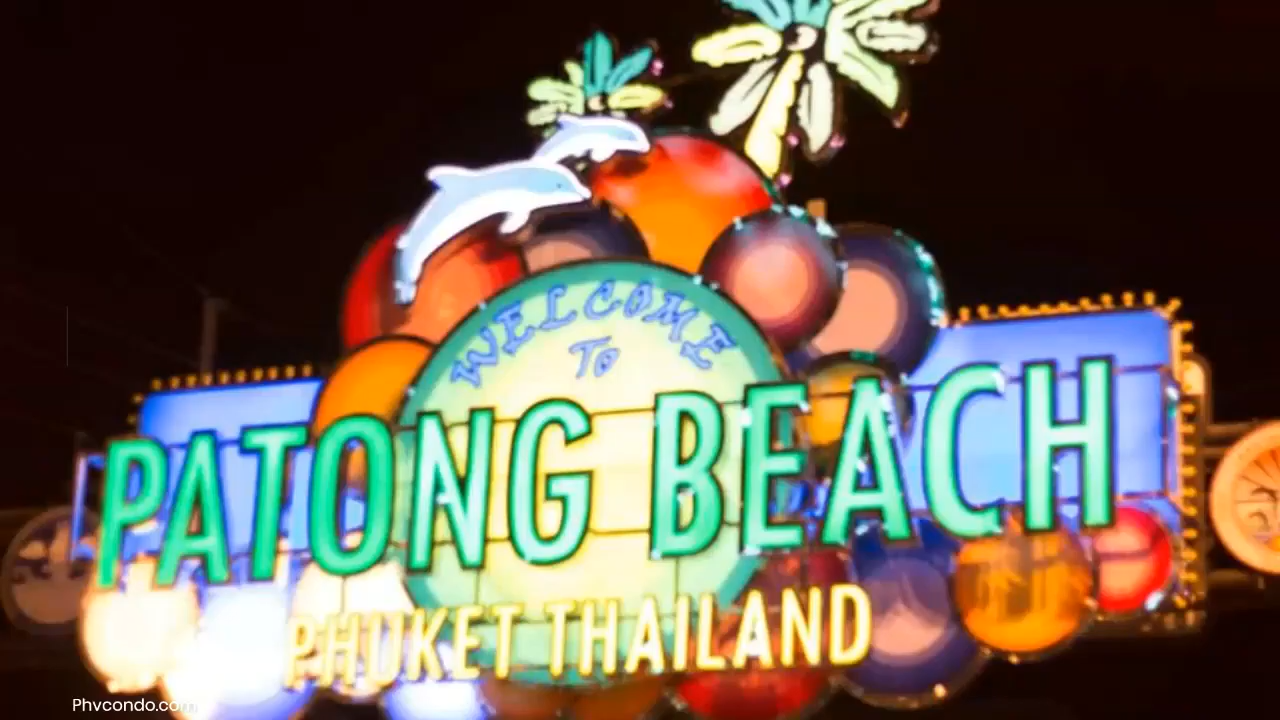 WELCOME
To
PATONG BEACH
PHUKET THAILAND
Phvcondo.com